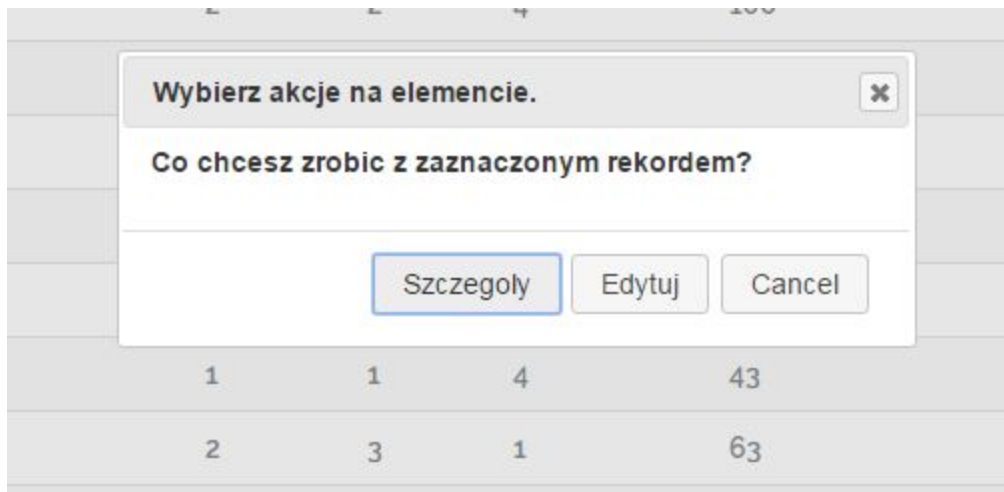 Wybierz akcje na elemencie.
Co chcesz zrobic z zaznaczonym rekordem?
Szczegoly Edytuj Cancel
1 1 4 43
2 3 1 63